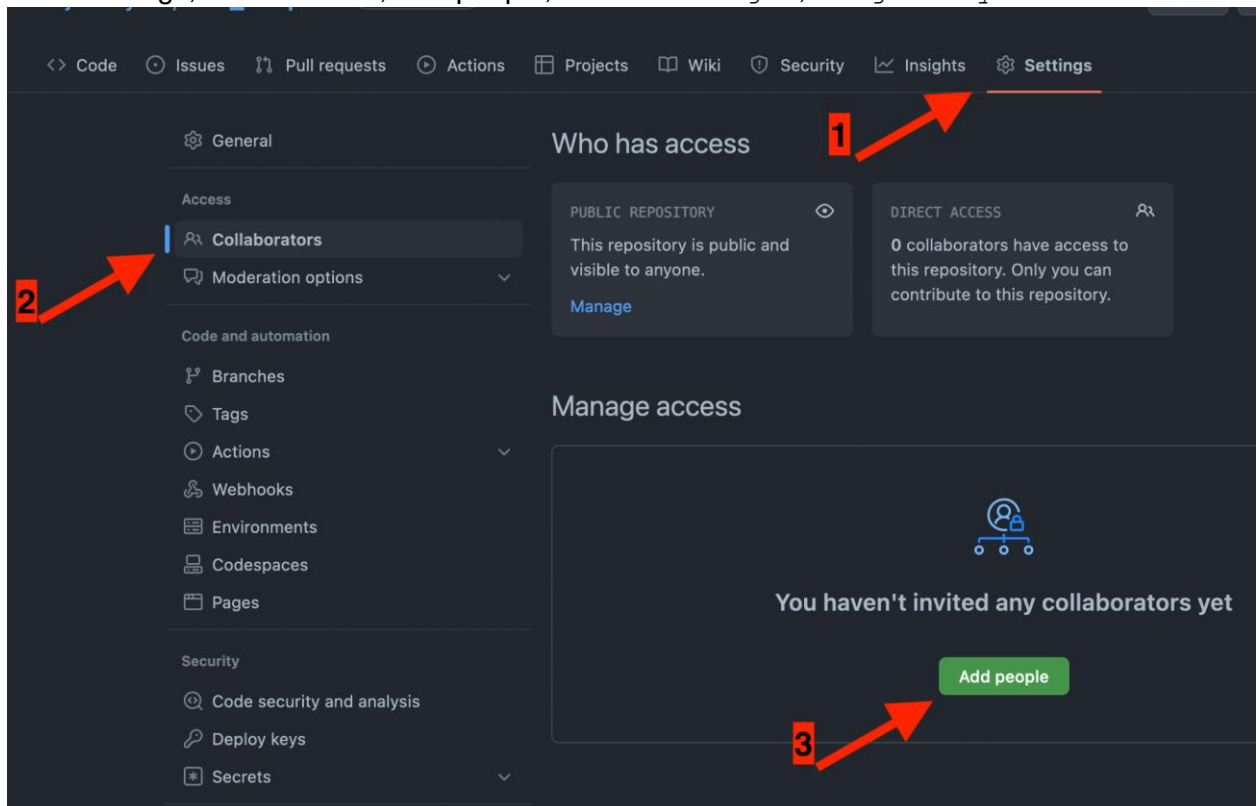 Code Issues Pull requests Actions Projects Wiki Security Insights Settings
1
General
Access
Collaborators
Moderation options
2
Code and automation
Branches
Tags
Actions
Webhooks
Environments
Codespaces
Pages
Security
Code security and analysis
Deploy keys
Secrets
Who has access
PUBLIC REPOSITORY
This repository is public and
visible to anyone.
Manage
DIRECT ACCESS
0 collaborators have access to
this repository. Only you can
contribute to this repository.
Manage access
You haven't invited any collaborators yet
Add people
3